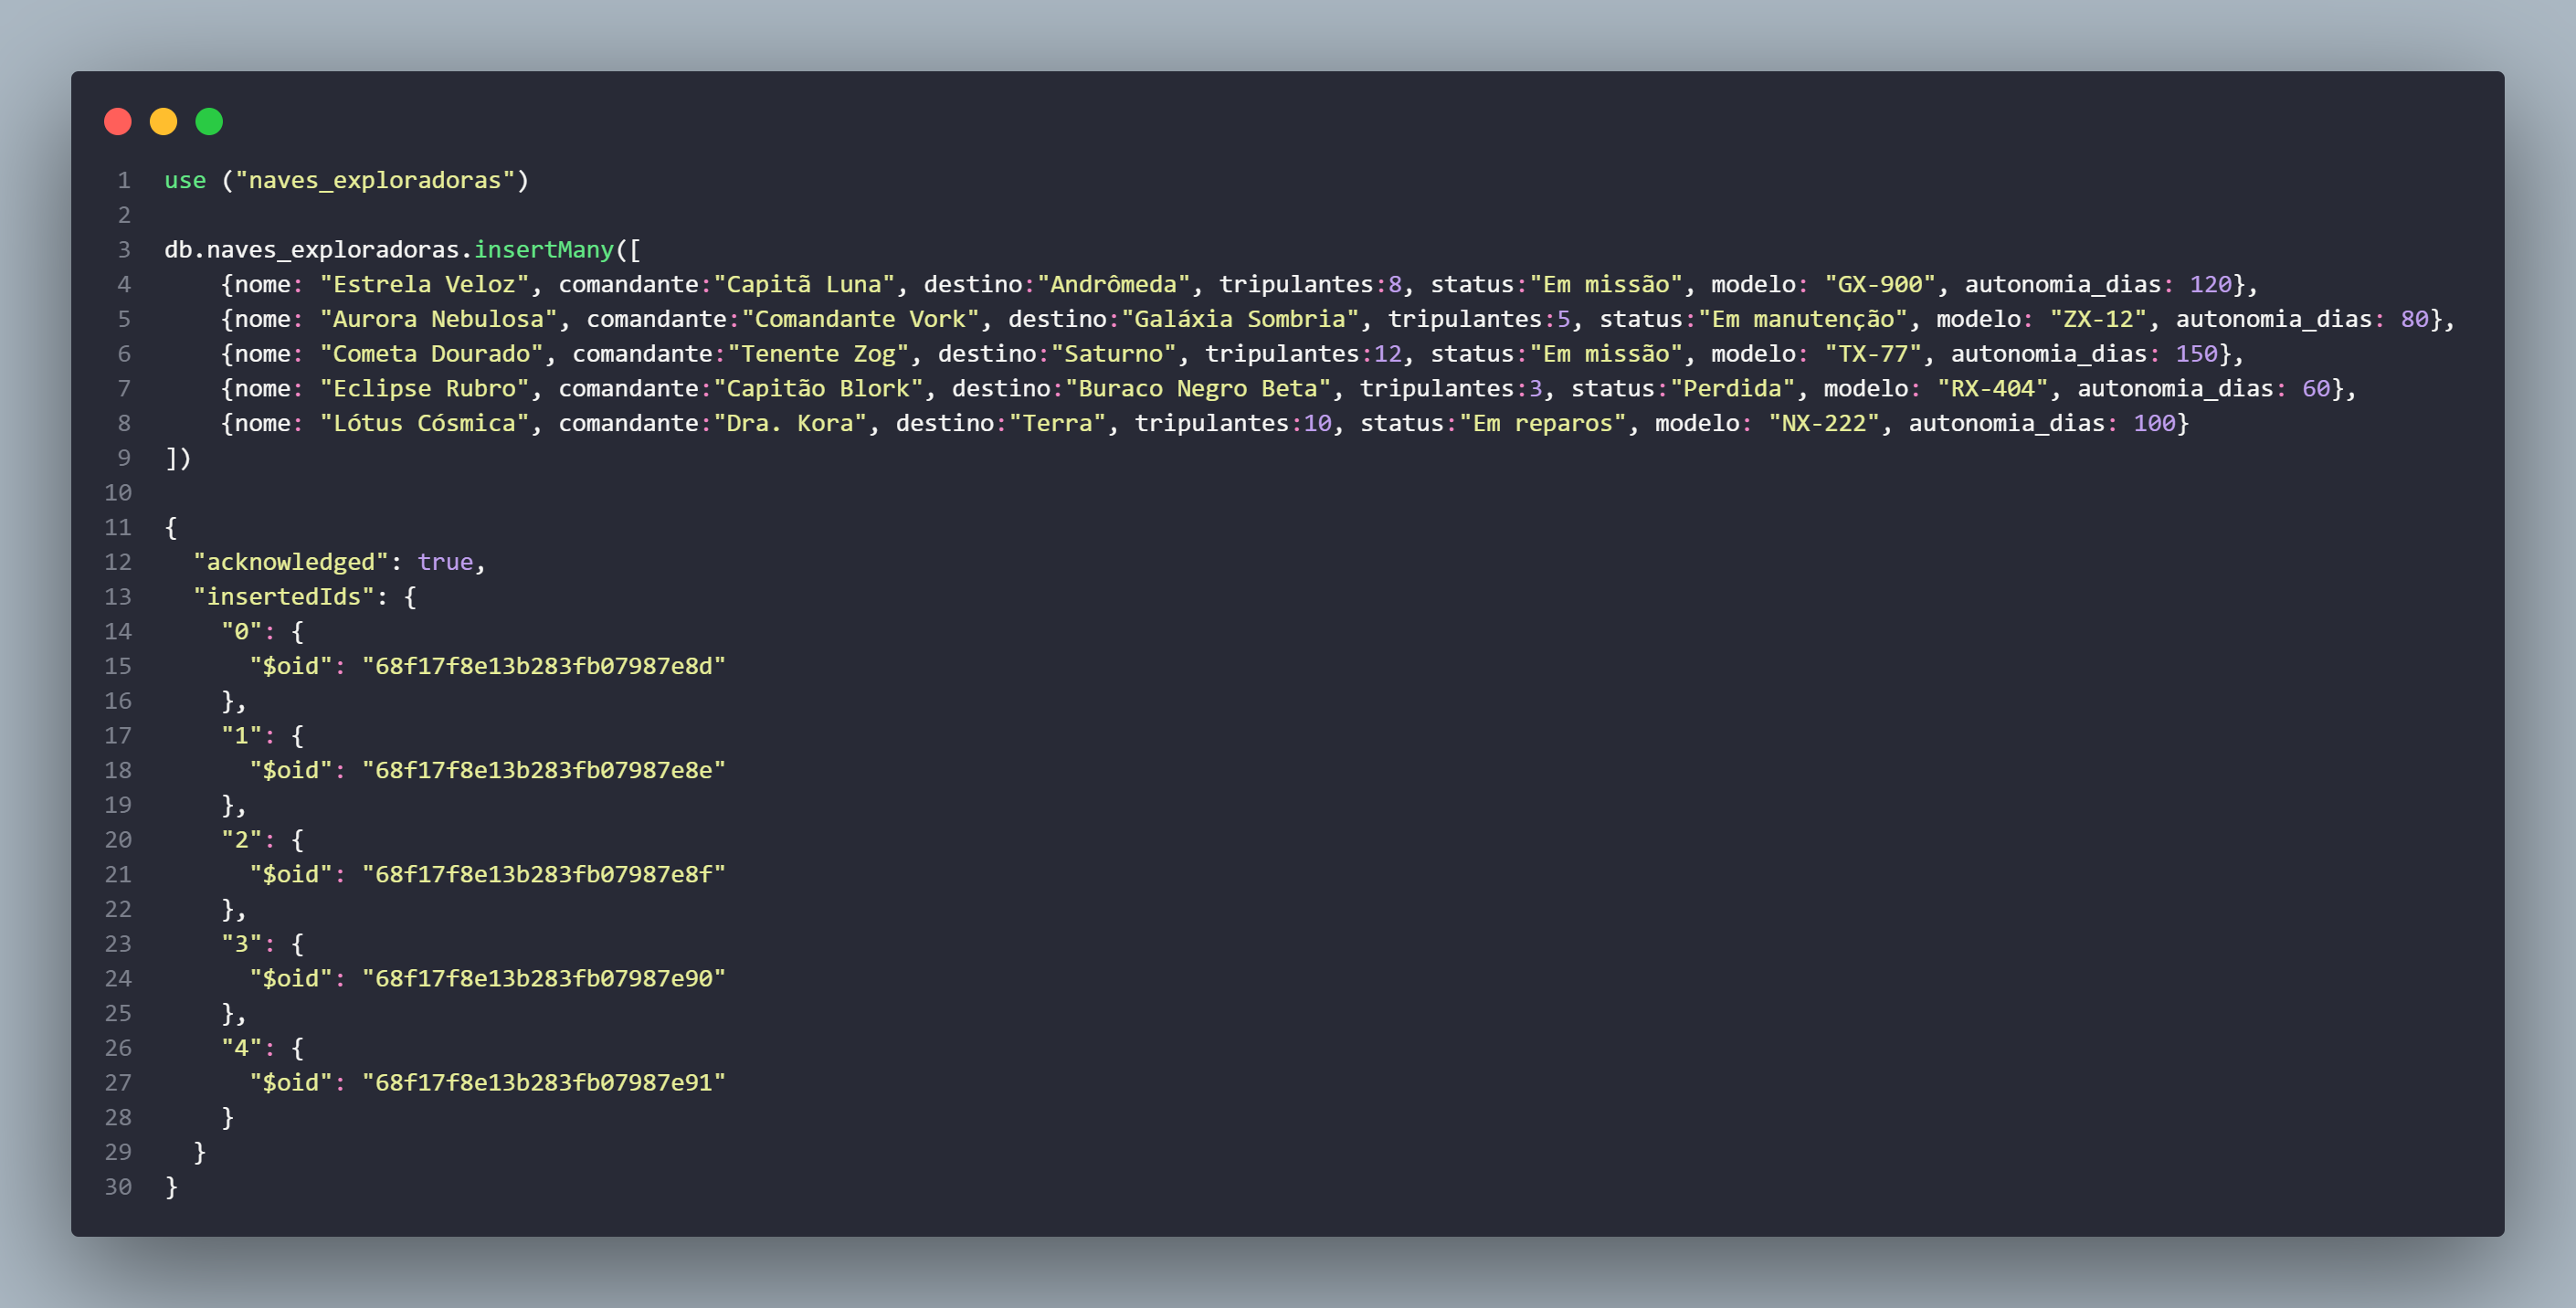 1 use ("naves_exploradoras")
2
3 db.naves_exploradoras.insertMany([
4     {nome: "Estrela Veloz", comandante:"Capitã Luna", destino:"Andrômeda", tripulantes:8, status:"Em missão", modelo: "GX-900", autonomia_dias: 120},
5     {nome: "Aurora Nebulosa", comandante:"Comandante Vork", destino:"Galáxia Sombria", tripulantes:5, status:"Em manutenção", modelo: "ZX-12", autonomia_dias: 80},
6     {nome: "Cometa Dourado", comandante:"Tenente Zog", destino:"Saturno", tripulantes:12, status:"Em missão", modelo: "TX-77", autonomia_dias: 150},
7     {nome: "Eclipse Rubro", comandante:"Capitão Blork", destino:"Buraco Negro Beta", tripulantes:3, status:"Perdida", modelo: "RX-404", autonomia_dias: 60},
8     {nome: "Lótus Cósmica", comandante:"Dra. Kora", destino:"Terra", tripulantes:10, status:"Em reparos", modelo: "NX-222", autonomia_dias: 100}
9 ])
10
11 {
12   "acknowledged": true,
13   "insertedIds": {
14     "0": {
15       "$oid": "68f17f8e13b283fb07987e8d"
16     },
17     "1": {
18       "$oid": "68f17f8e13b283fb07987e8e"
19     },
20     "2": {
21       "$oid": "68f17f8e13b283fb07987e8f"
22     },
23     "3": {
24       "$oid": "68f17f8e13b283fb07987e90"
25     },
26     "4": {
27       "$oid": "68f17f8e13b283fb07987e91"
28     }
29   }
30 }